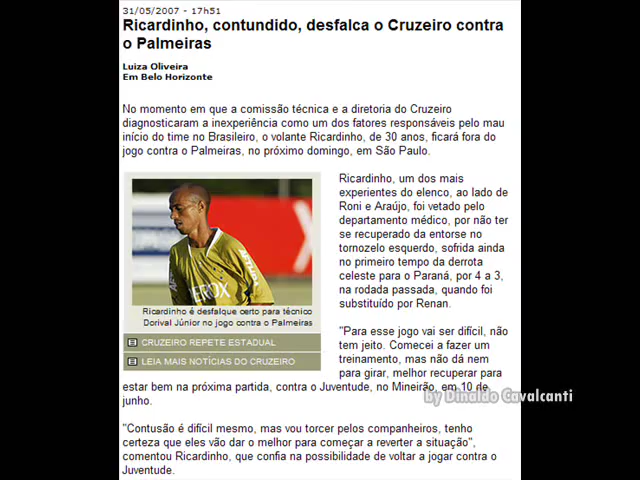 31/05/2007 - 17h51
Ricardinho, contundido, desfalca o Cruzeiro contra
o Palmeiras
Luiza Oliveira
Em Belo Horizonte
No momento em que a comissão técnica e a diretoria do Cruzeiro
diagnosticaram a inexperiência como um dos fatores responsáveis pelo mau
início do time no Brasileiro, o volante Ricardinho, de 30 anos, ficará fora do
jogo contra o Palmeiras, no próximo domingo, em São Paulo.
Ricardinho, um dos mais
experientes do elenco, ao lado de
Roni e Araújo, foi vetado pelo
departamento médico, por não ter
se recuperado da entorse no
tornozelo esquerdo, sofrida ainda
no primeiro tempo da derrota
celeste para o Paraná, por 4 a 3,
na rodada passada, quando foi
substituído por Renan.
XEROX
Ricardinho é desfalque certo para técnico
Dorival Júnior no jogo contra o Palmeiras
CRUZEIRO REPETE ESTADUAL
LEIA MAIS NOTÍCIAS DO CRUZEIRO
"Para esse jogo vai ser difícil, não
tem jeito. Comecei a fazer um
treinamento, mas não dá nem
para girar, melhor recuperar para
estar bem na próxima partida, contra o Juventude, no Mineirão, em 10 de
junho.
by Dinaldo Cavalcanti
"Contusão é difícil mesmo, mas vou torcer pelos companheiros, tenho
certeza que eles vão dar o melhor para começar a reverter a situação",
comentou Ricardinho, que confia na possibilidade de voltar a jogar contra o
Juventude.